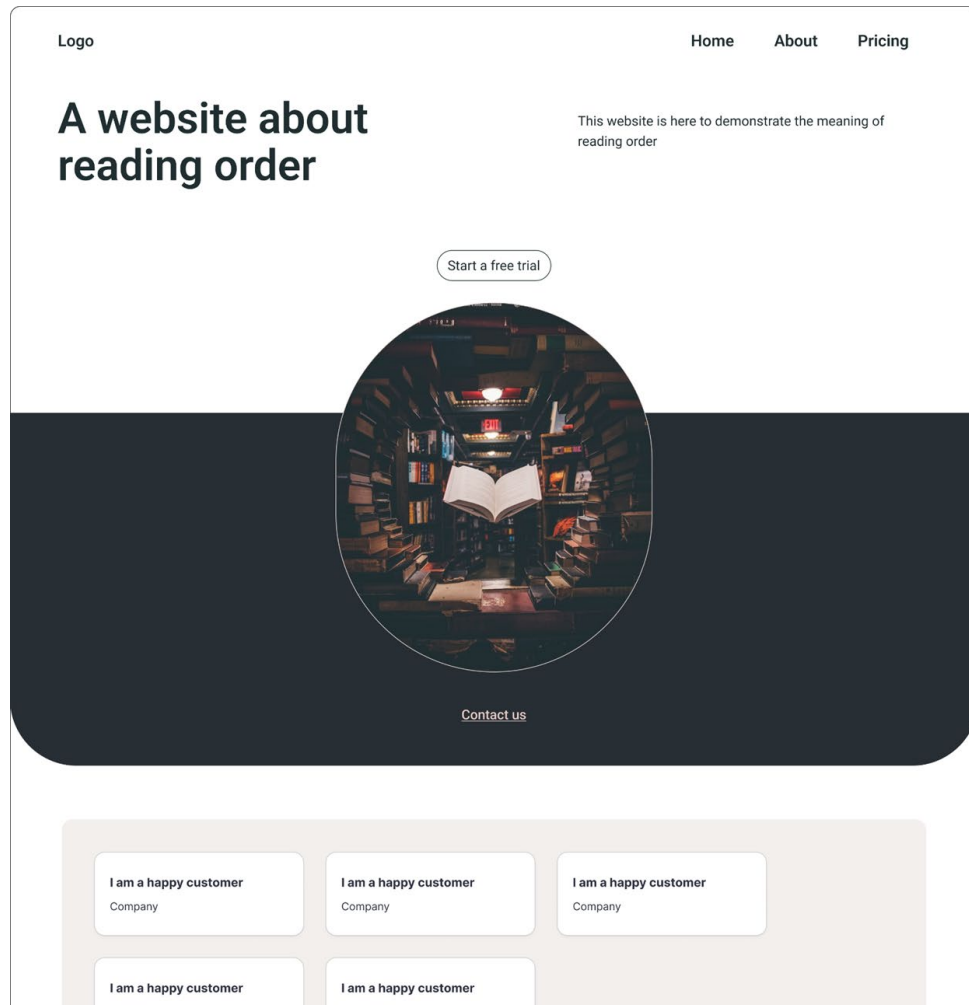 Logo
Home About Pricing
A website about
reading order
This website is here to demonstrate the meaning of
reading order
Start a free trial
EXIT
Contact us
I am a happy customer
Company
I am a happy customer
Company
I am a happy customer
Company
I am a happy customer
I am a happy customer